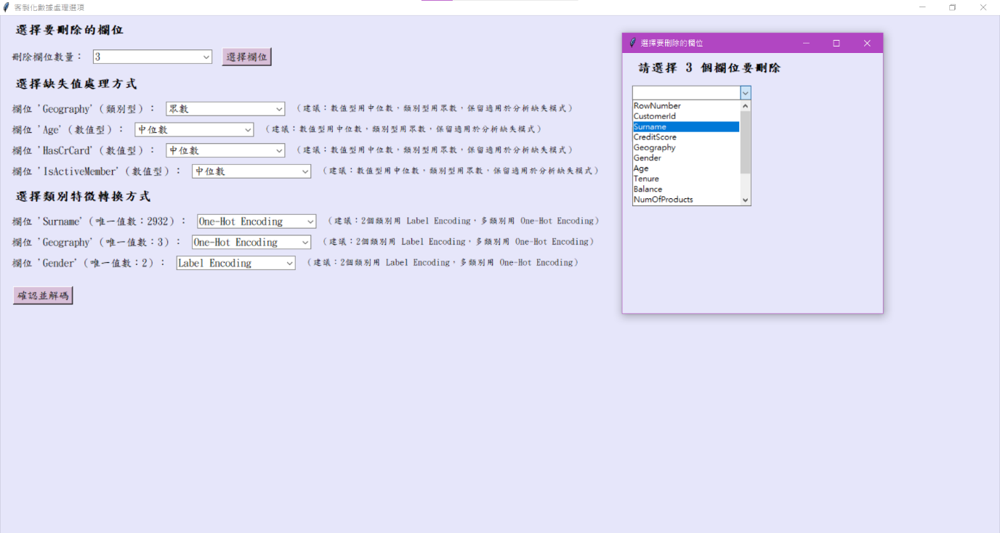 客製化數據處理選項
選擇要刪除的欄位
刪除欄位數量： 3 選擇欄位
選擇缺失值處理方式
欄位 'Geography'（類別型）： 眾數 （建議：數值型用中位數，類別型用眾數，保留適用於分析缺失模式）
欄位 'Age'（數值型）： 中位數 （建議：數值型用中位數，類別型用眾數，保留適用於分析缺失模式）
欄位 'HasCrCard'（數值型）： 中位數 （建議：數值型用中位數，類別型用眾數，保留適用於分析缺失模式）
欄位 'IsActiveMember'（數值型）： 中位數 （建議：數值型用中位數，類別型用眾數，保留適用於分析缺失模式）
選擇類別特徵轉換方式
欄位 'Surname'（唯一值數：2932）： One-Hot Encoding （建議：2個類別用 Label Encoding，多類別用 One-Hot Encoding）
欄位 'Geography'（唯一值數：3）： One-Hot Encoding （建議：2個類別用 Label Encoding，多類別用 One-Hot Encoding）
欄位 'Gender'（唯一值數：2）： Label Encoding （建議：2個類別用 Label Encoding，多類別用 One-Hot Encoding）
確認並解碼
選擇要刪除的欄位
請選擇 3 個欄位要刪除
RowNumber
CustomerId
Surname
CreditScore
Geography
Gender
Age
Tenure
Balance
NumOfProducts